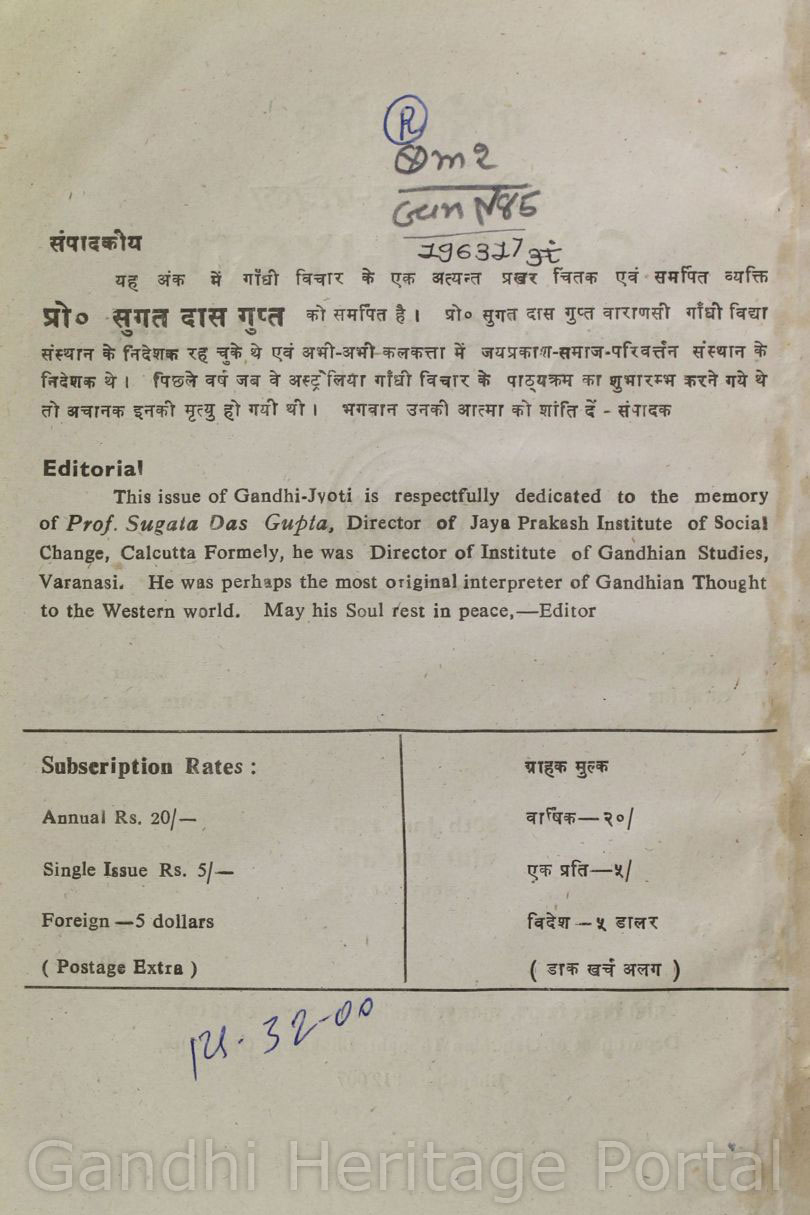 R
m2
Gan N85
196317
संपादकीय
यह अंक में गाँधी विचार के एक अत्यन्त प्रखर चिंतक एवं समर्पित व्यक्ति
प्रो० सुगत दास गुप्त को समर्पित है । प्रो० सुगत दास गुप्त वाराणसी गाँधी विद्या
संस्थान के निदेशक रह चुके थे एवं अभी-अभी कलकत्ता में जयप्रकाश-समाज-परिवर्त्तन संस्थान के
निदेशक थे । पिछले वर्ष जब वे अस्ट्रेलिया गाँधी विचार के पाठ्यक्रम का शुभारम्भ करने गये थे
तो अचानक इनकी मृत्यु हो गयी थी । भगवान उनकी आत्मा को शांति दें - संपादक
Editorial
This issue of Gandhi-Jyoti is respectfully dedicated to the memory
of Prof. Sugata Das Gupta, Director of Jaya Prakash Institute of Social
Change, Calcutta Formely, he was Director of Institute of Gandhian Studies,
Varanasi. He was perhaps the most original interpreter of Gandhian Thought
to the Western world. May his Soul rest in peace,—Editor
Subscription Rates :
Annual Rs. 20/—
Single Issue Rs. 5/—
Foreign —5 dollars
( Postage Extra )
ग्राहक मुल्क
वार्षिक—२०/
एक प्रति—५/
विदेश — ५ डालर
( डाक खर्च अलग )
32-00
Gandhi Heritage Portal